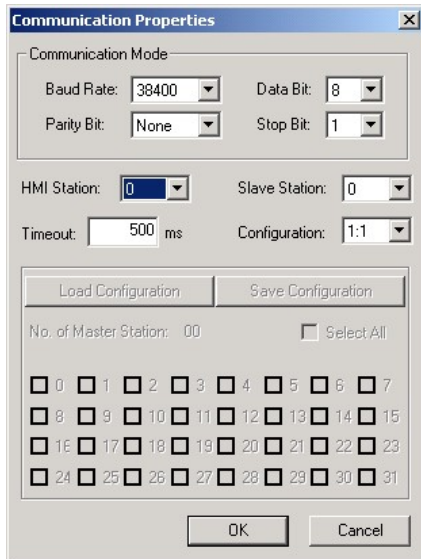 Communication Properties
Communication Mode
Baud Rate: 38400 Data Bit: 8
Parity Bit: None Stop Bit: 1
HMI Station: 0 Slave Station: 0
Timeout: 500 ms Configuration: 1:1
Load Configuration Save Configuration
No. of Master Station: 00 Select All
0 1 2 3 4 5 6 7
8 9 10 11 12 13 14 15
16 17 18 19 20 21 22 23
24 25 26 27 28 29 30 31
OK Cancel